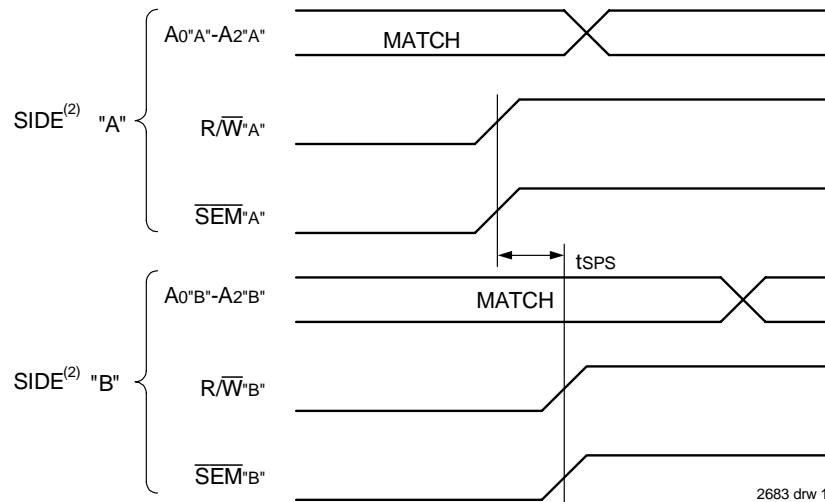 A0"A"-A2"A"
MATCH
SIDE(2) "A"
R/W"A"
SEM"A"
tSPS
A0"B"-A2"B"
MATCH
SIDE(2) "B"
R/W"B"
SEM"B"
2683 drw 1